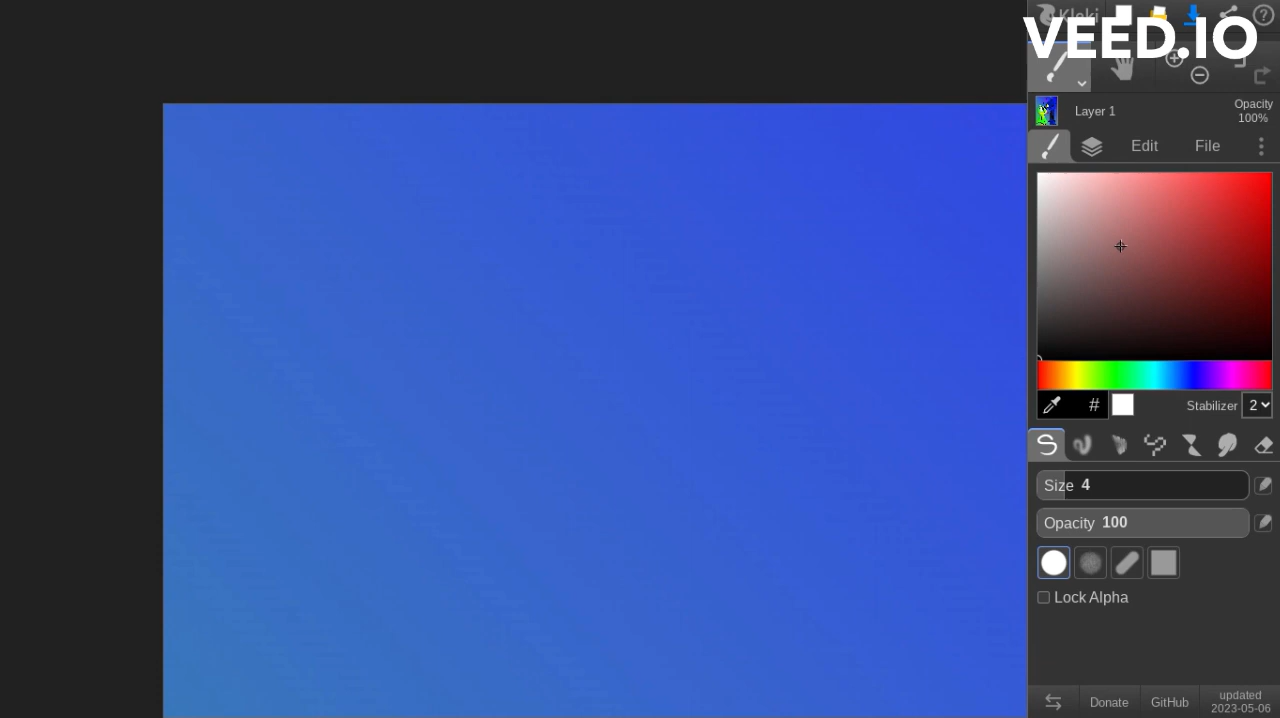 Kleki
VEED.IO
Layer 1
Opacity
100%
Edit
File
#
Stabilizer 2
Size 4
Opacity 100
Lock Alpha
Donate
GitHub
updated
2023-05-06